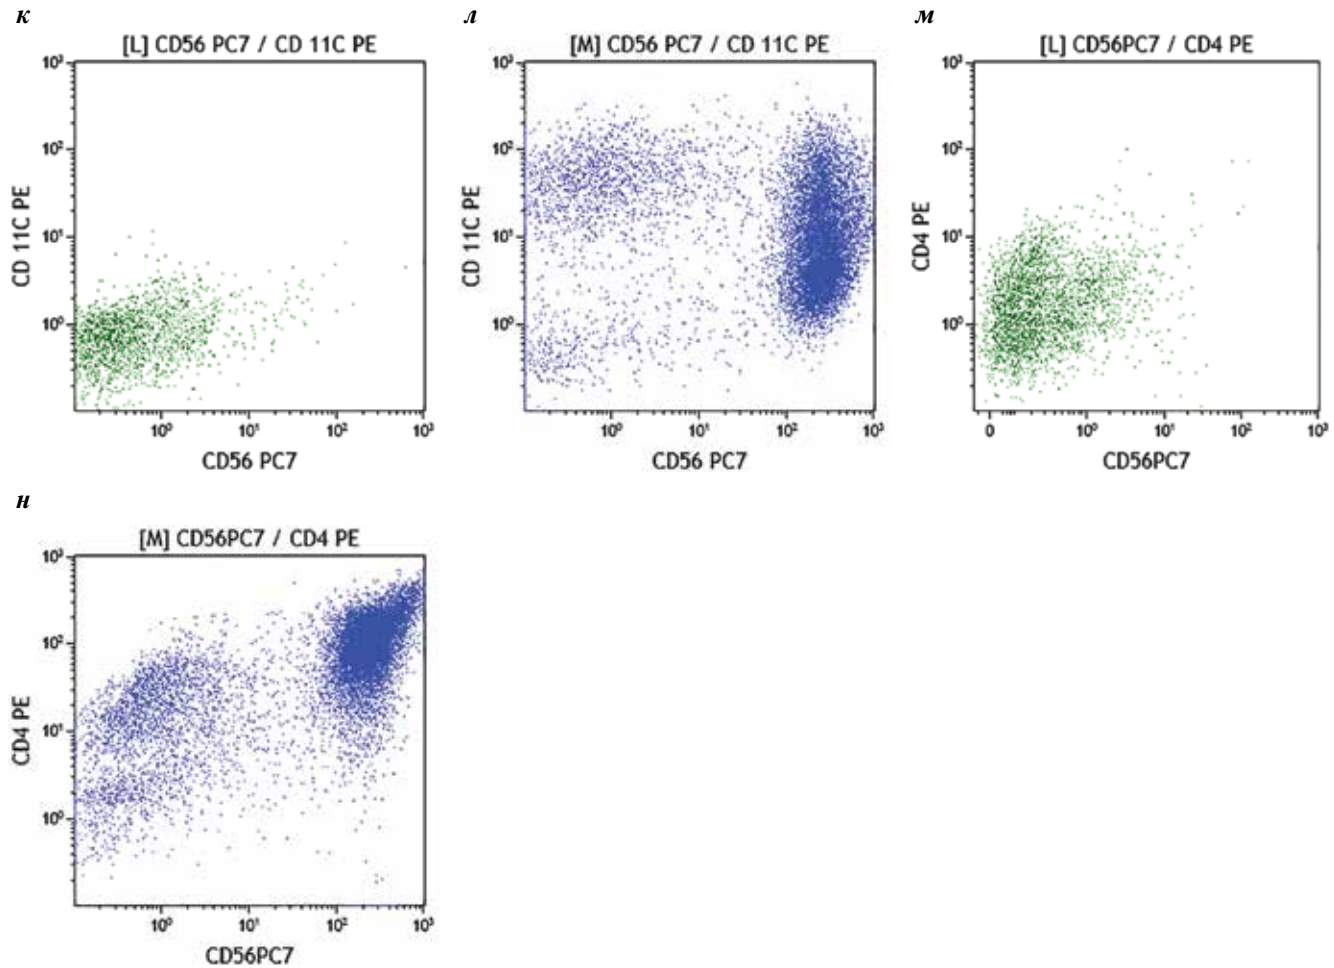 к
[L] CD56 PC7 / CD 11C PE
10³
10²
10¹
10⁰
CD 11C PE
10⁰ 10¹ 10² 10³
CD56 PC7
л
[M] CD56 PC7 / CD 11C PE
10³
10²
10¹
10⁰
CD 11C PE
10⁰ 10¹ 10² 10³
CD56 PC7
м
[L] CD56PC7 / CD4 PE
10³
10²
10¹
10⁰
CD4 PE
0 10⁰ 10¹ 10² 10³
CD56PC7
н
[M] CD56PC7 / CD4 PE
10³
10²
10¹
10⁰
CD4 PE
10⁰ 10¹ 10² 10³
CD56PC7